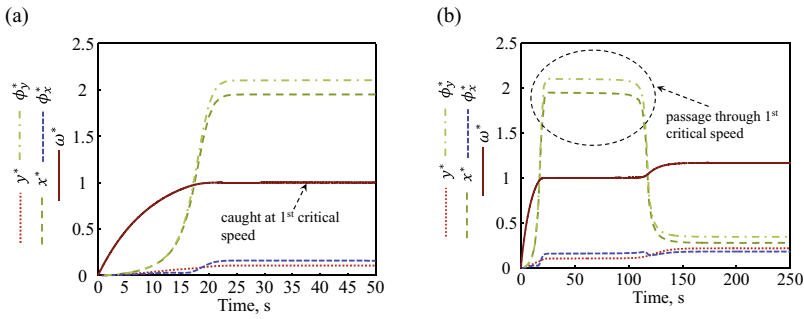 (a)
2.5
2
1.5
1
0.5
0
0 5 10 15 20 25 30 35 40 45 50
Time, s
y* ϕ*y
x* ϕ*x
ω*
caught at 1st critical
speed
(b)
2.5
2
1.5
1
0.5
0
0 50 100 150 200 250
Time, s
y* ϕ*y
x* ϕ*x
ω*
passage through 1st
critical speed